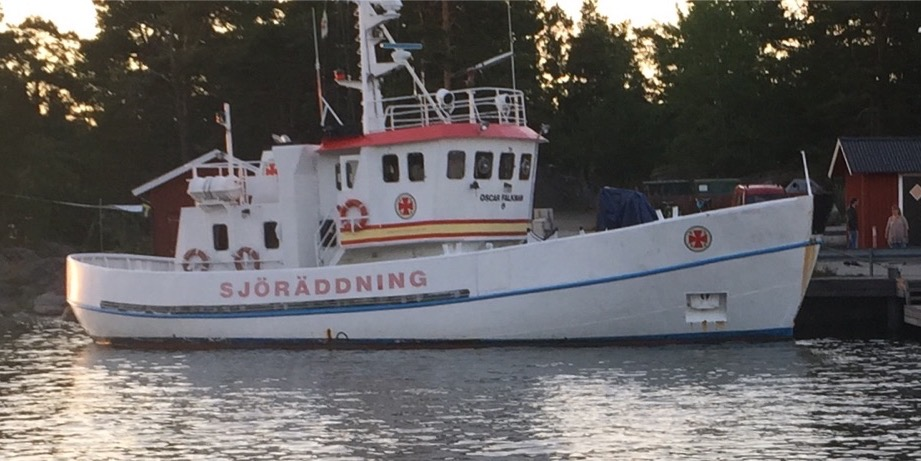 OSCAR FALKMAN
SJÖRÄDDNING